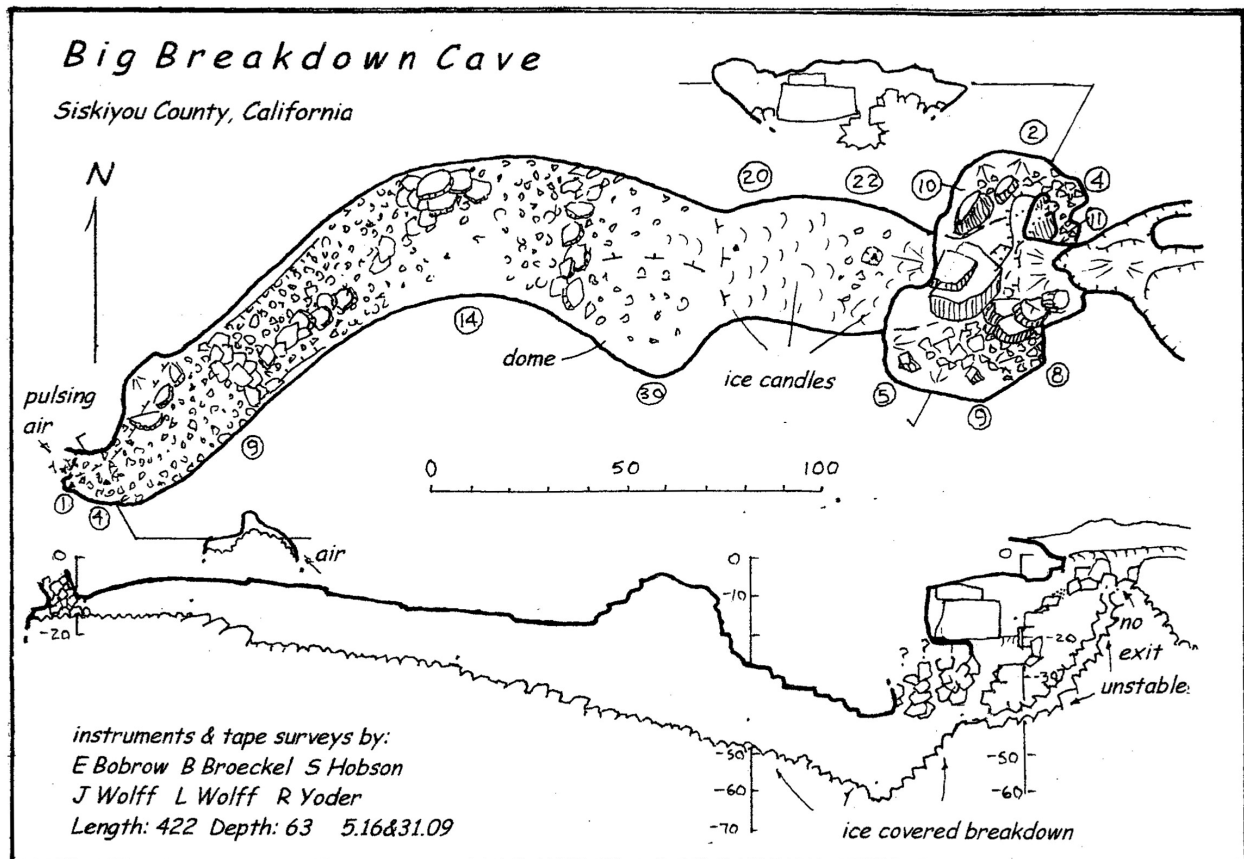 Big Breakdown Cave
Siskiyou County, California
N
2
20
22
10
4
11
14
dome
30
ice candles
5
9
8
pulsing
air
1
4
9
0 50 100
air
0
-20
0
-10
-50
-60
-70
0
-20
-30
-50
-60
no
exit
unstable
? ? ?
?
instruments & tape surveys by:
E Bobrow B Broeckel S Hobson
J Wolff L Wolff R Yoder
Length: 422 Depth: 63 5.16&31.09
ice covered breakdown